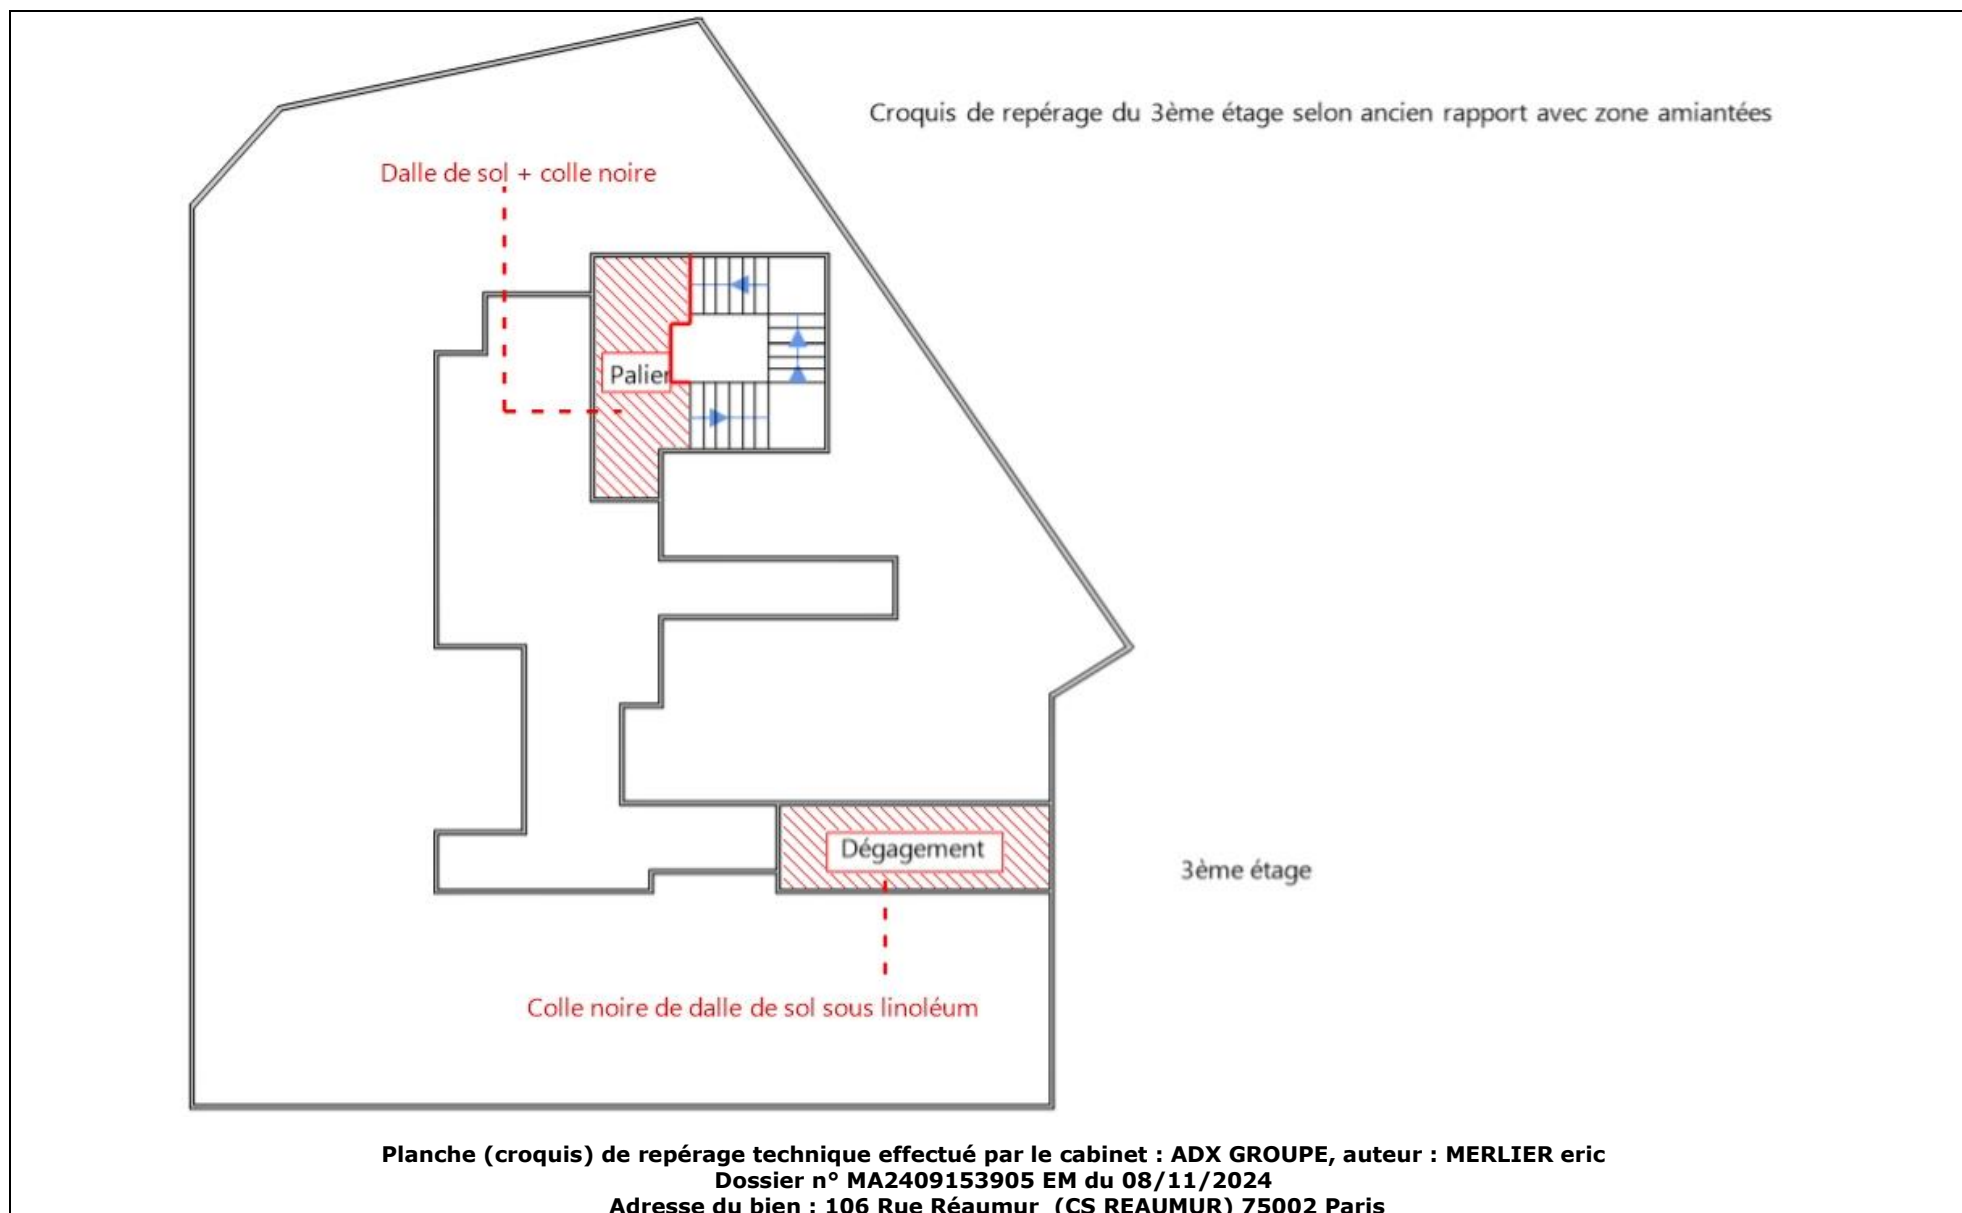 Croquis de repérage du 3ème étage selon ancien rapport avec zone amiantées
Dalle de sol + colle noire
Palier
Dégagement
3ème étage
Colle noire de dalle de sol sous linoléum
Planche (croquis) de repérage technique effectué par le cabinet : ADX GROUPE, auteur : MERLIER eric
Dossier n° MA2409153905 EM du 08/11/2024
Adresse du bien : 106 Rue Réaumur (CS REAUMUR) 75002 Paris